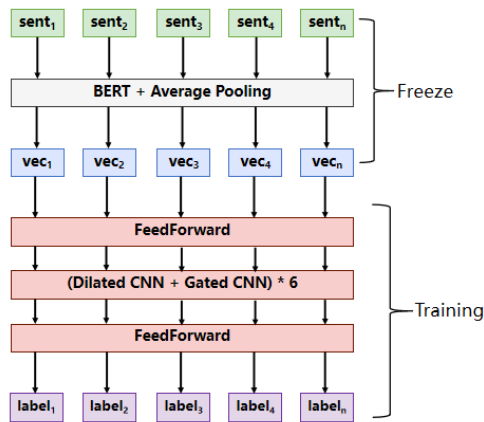 sent₁ sent₂ sent₃ sent₄ sentₙ
BERT + Average Pooling
Freeze
vec₁ vec₂ vec₃ vec₄ vecₙ
FeedForward
(Dilated CNN + Gated CNN) * 6
Training
FeedForward
label₁ label₂ label₃ label₄ labelₙ